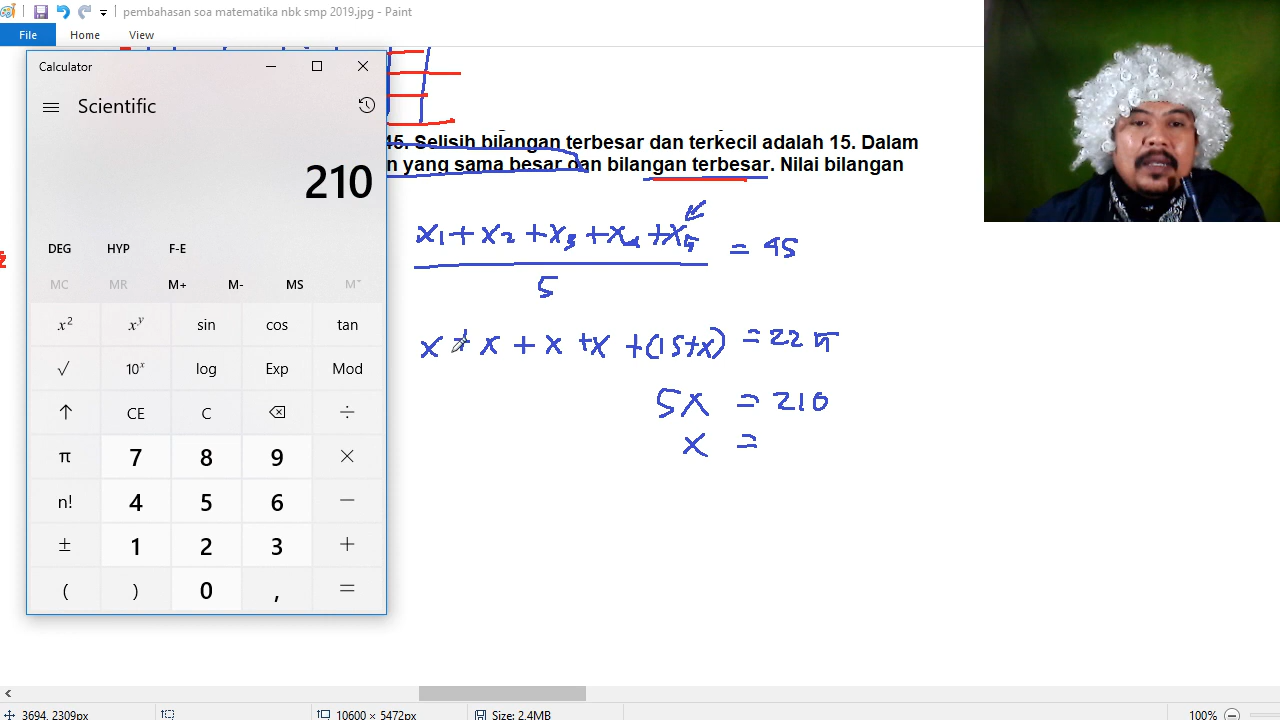 pembahasan soa matematika nbk smp 2019.jpg - Paint
File Home View
Calculator
Scientific
210
DEG HYP F-E
MC MR M+ M- MS M˅
x² xʸ sin cos tan
√ 10ˣ log Exp Mod
↑ CE C ⌫ ÷
π 7 8 9 ×
n! 4 5 6 −
± 1 2 3 +
( ) 0 , =
45. Selisih bilangan terbesar dan terkecil adalah 15. Dalam
n yang sama besar dan bilangan terbesar. Nilai bilangan
x1 + x2 + x3 + x4 + x5 = 45
5
x + x + x + x + (15+x) = 225
5x = 210
x =
3694, 2309px 10600 × 5472px Size: 2.4MB 100%